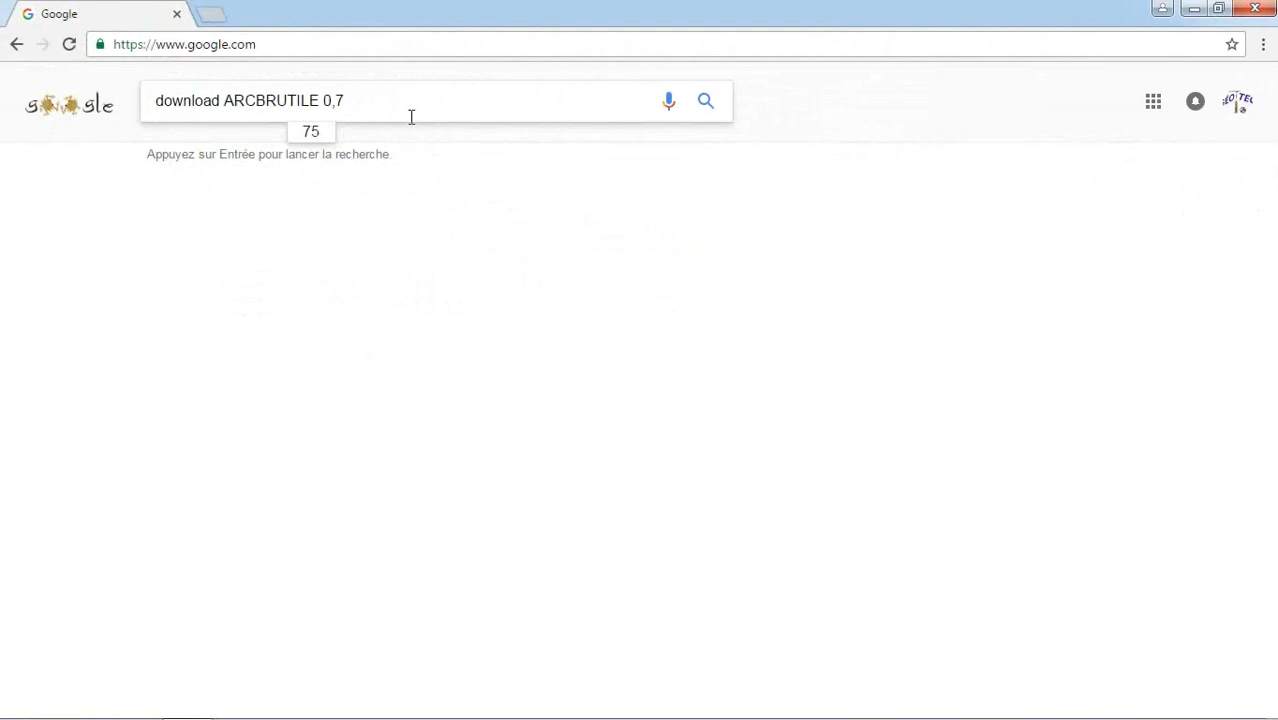 Google
https://www.google.com
download ARCBRUTILE 0,7
75
Appuyez sur Entrée pour lancer la recherche.